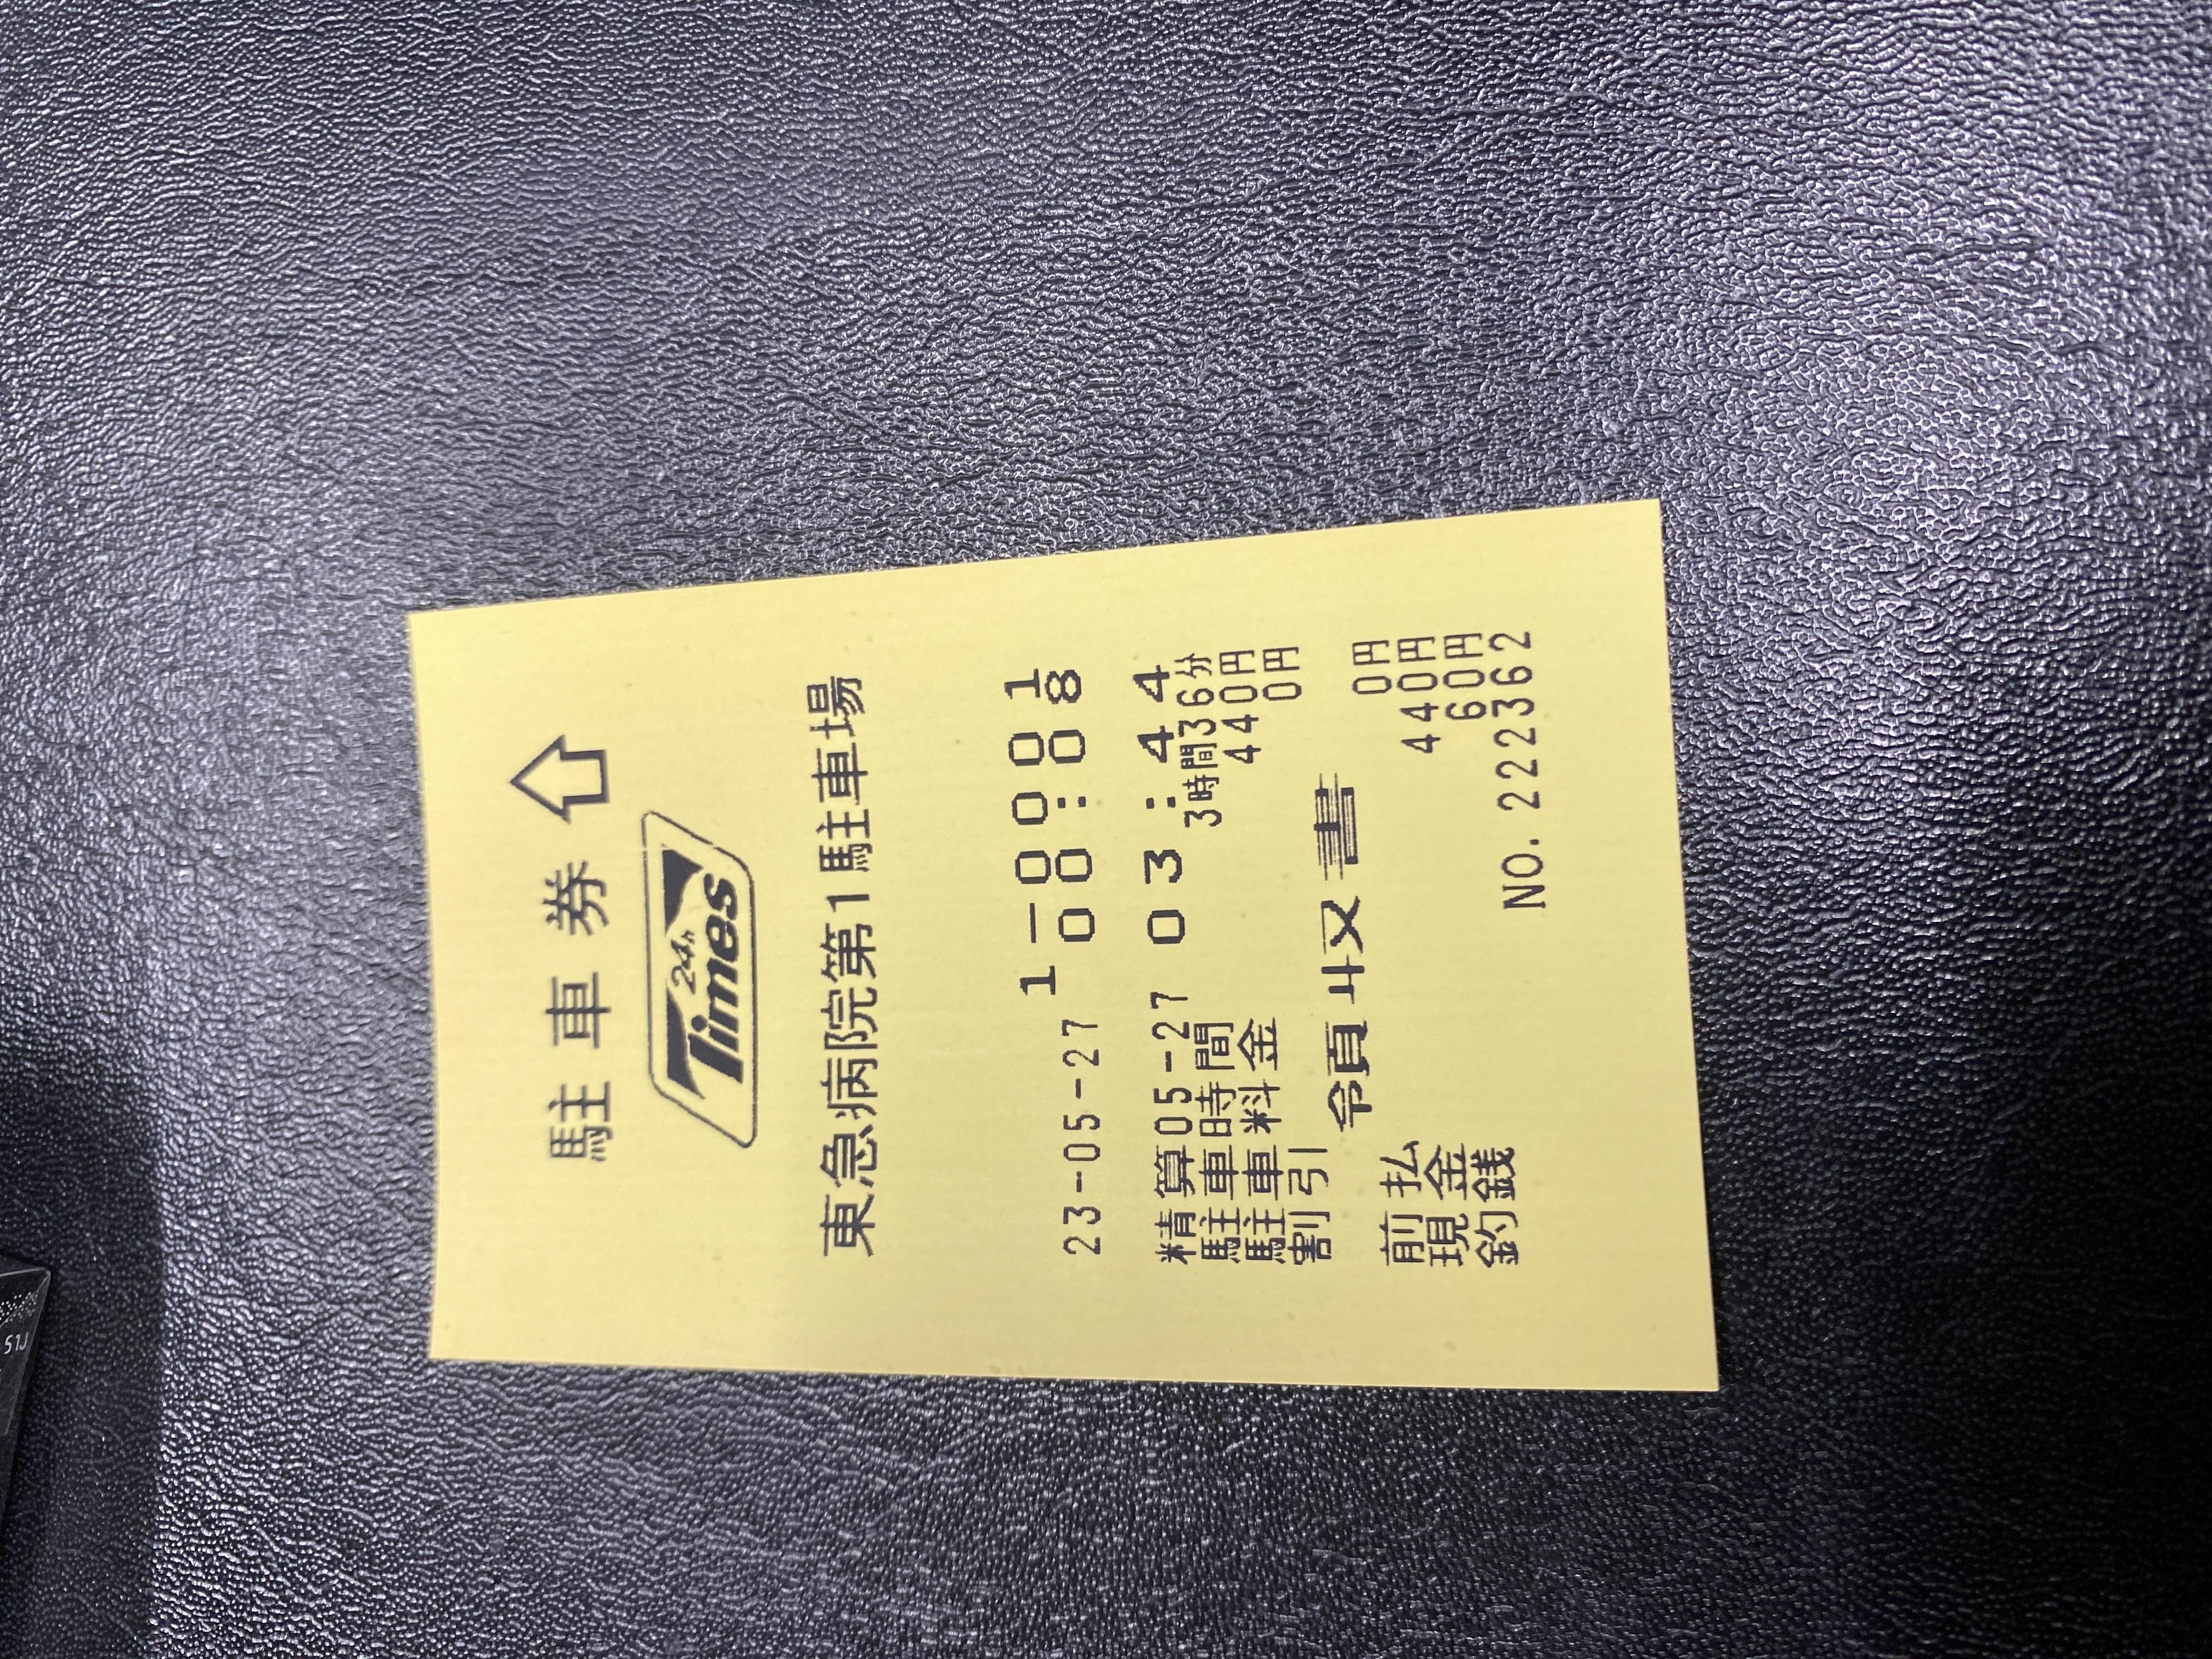 駐車券
24h
Times
東急病院第1駐車場
1-0001
23-05-27 00:08
精算05-27 03:44
駐車時間 3時間36分
駐車料金 440円
割引 0円
領収書
前払 0円
現金 440円
釣銭 60円
NO.222362
S1J